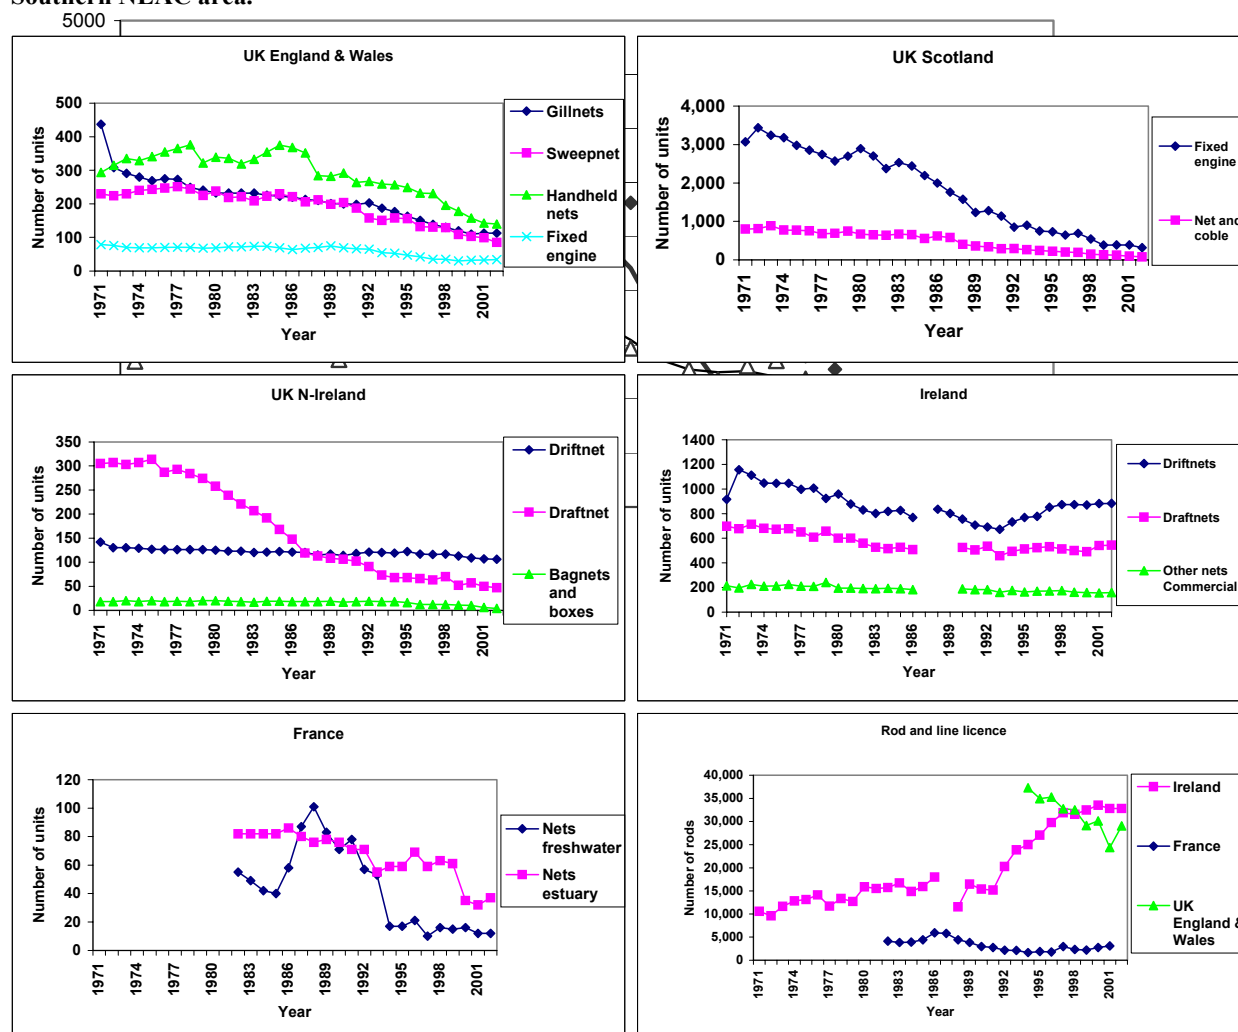 Southern NEAC area.
5000
UK England & Wales
Number of units
500
400
300
200
100
0
1971
1974
1977
1980
1983
1986
1989
1992
1995
1998
2001
Year
Gillnets
Sweepnet
Handheld
nets
Fixed
engine
UK Scotland
Number of units
4,000
3,000
2,000
1,000
0
1971
1974
1977
1980
1983
1986
1989
1992
1995
1998
2001
Year
Fixed
engine
Net and
coble
UK N-Ireland
Number of units
350
300
250
200
150
100
50
0
1971
1974
1977
1980
1983
1986
1989
1992
1995
1998
2001
Year
Driftnet
Draftnet
Bagnets
and
boxes
Ireland
Number of units
1400
1200
1000
800
600
400
200
0
1971
1974
1977
1980
1983
1986
1989
1992
1995
1998
2001
Year
Driftnets
Draftnets
Other nets
Commercial
France
Number of units
120
100
80
60
40
20
0
1971
1974
1977
1980
1983
1986
1989
1992
1995
1998
2001
Year
Nets
freshwater
Nets
estuary
Rod and line licence
Number of rods
40,000
35,000
30,000
25,000
20,000
15,000
10,000
5,000
0
1971
1974
1977
1980
1983
1986
1989
1992
1995
1998
2001
Year
Ireland
France
UK
England &
Wales